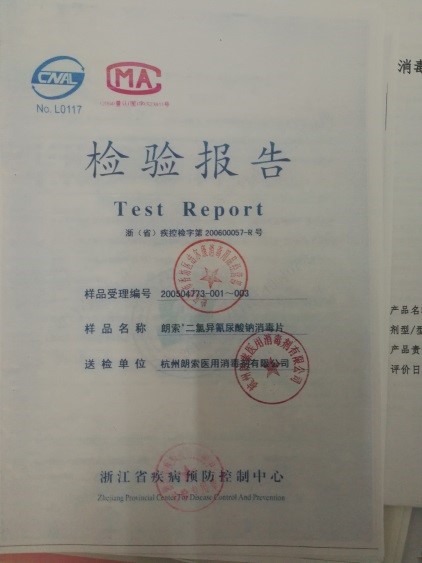 CNAL
MA
No. L0117
检验报告
Test Report
浙（省）疾控检字第 200600057-R 号
样品受理编号 200504773-001～003
样品名称 朗索®二氯异氰尿酸钠消毒片
送检单位 杭州朗索医用消毒剂有限公司
浙江省疾病预防控制中心
Zhejiang Provincial Center For Disease Control And Prevention
消毒
产品名
剂型/型
产品责
评价日